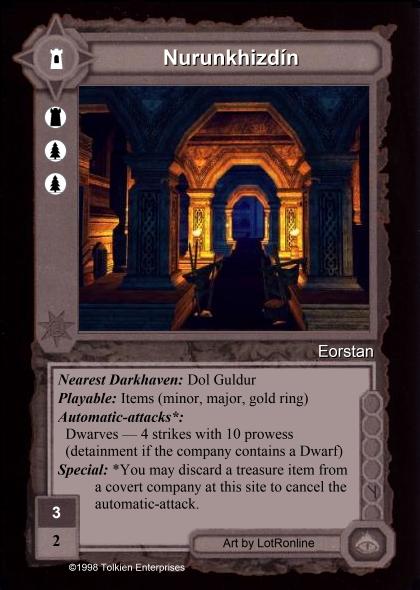 Nurunkhizdín
Eorstan
Nearest Darkhaven: Dol Guldur
Playable: Items (minor, major, gold ring)
Automatic-attacks*:
Dwarves — 4 strikes with 10 prowess
(detainment if the company contains a Dwarf)
Special: *You may discard a treasure item from
a covert company at this site to cancel the
automatic-attack.
3
2
Art by LotRonline
©1998 Tolkien Enterprises